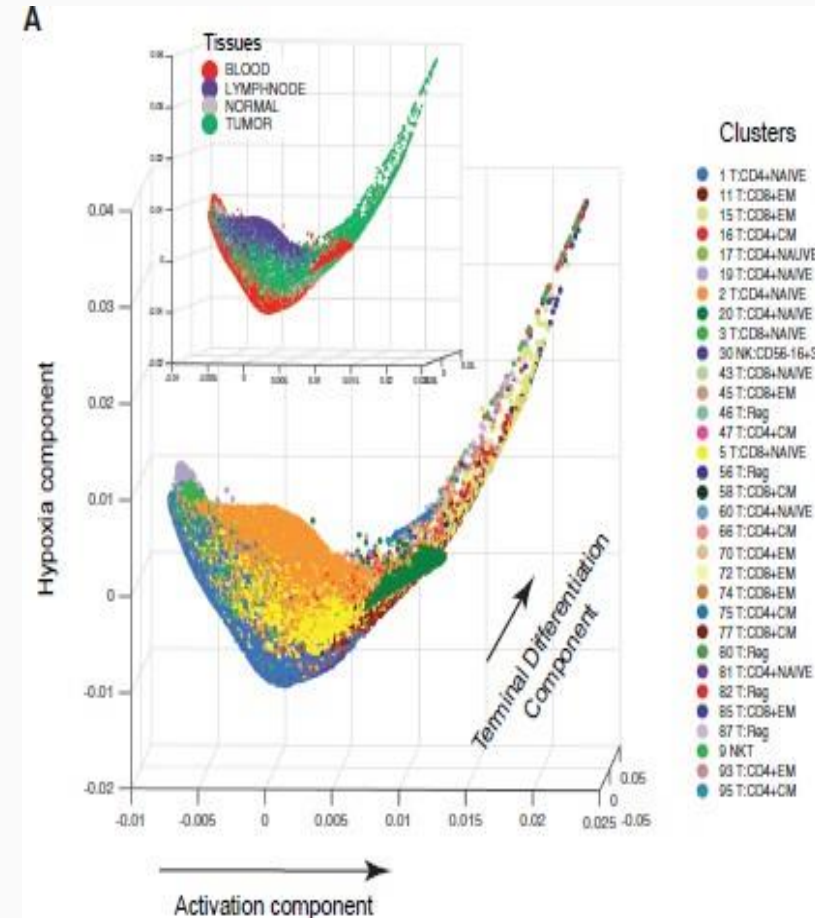 A
Tissues
BLOOD
LYMPHNODE
NORMAL
TUMOR
Clusters
1 T:CD4+NAIVE
11 T:CD8+EM
15 T:CD8+EM
16 T:CD4+CM
17 T:CD4+NAUVE
19 T:CD4+NAIVE
2 T:CD4+NAIVE
20 T:CD4+NAIVE
3 T:CD8+NAIVE
30 NK:CD56-16+3
43 T:CD8+NAIVE
45 T:CD8+EM
46 T:Reg
47 T:CD4+CM
5 T:CD8+NAIVE
56 T:Reg
58 T:CD8+CM
60 T:CD4+NAIVE
66 T:CD4+CM
70 T:CD4+EM
72 T:CD8+EM
74 T:CD8+EM
75 T:CD4+CM
77 T:CD8+CM
80 T:Reg
81 T:CD4+NAIVE
82 T:Reg
85 T:CD8+EM
87 T:Reg
9 NKT
93 T:CD4+EM
95 T:CD4+CM
Hypoxia component
0.04
0.03
0.02
0.01
0
-0.01
-0.02
-0.01
-0.005
0
0.005
0.01
0.015
0.02
0.025
-0.05
0
0.05
Terminal Differentiation
Component
Activation component